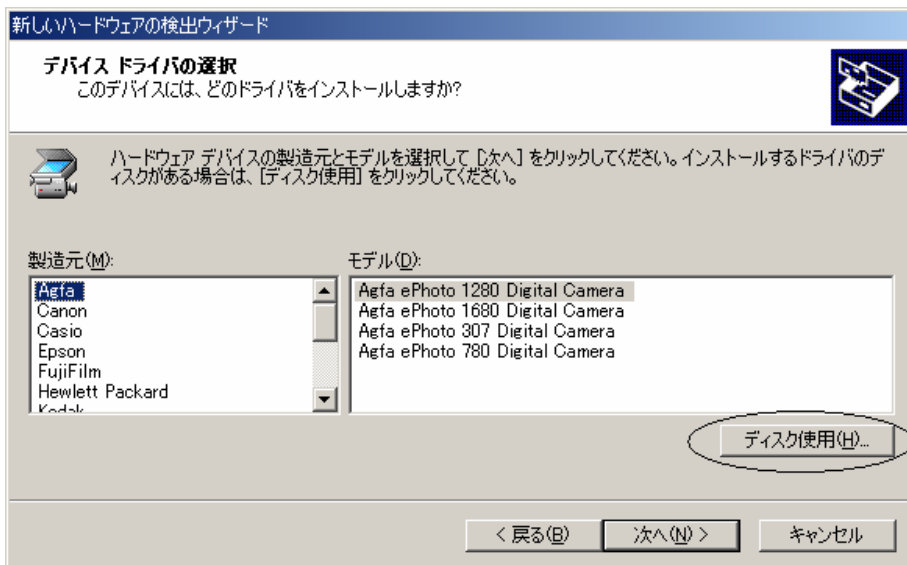 新しいハードウェアの検出ウィザード
デバイス ドライバの選択
このデバイスには、どのドライバをインストールしますか?
ハードウェア デバイスの製造元とモデルを選択して [次へ] をクリックしてください。インストールするドライバのデ
ィスクがある場合は、[ディスク使用] をクリックしてください。
製造元(M):
Agfa
Canon
Casio
Epson
FujiFilm
Hewlett Packard
Kodak
モデル(D):
Agfa ePhoto 1280 Digital Camera
Agfa ePhoto 1680 Digital Camera
Agfa ePhoto 307 Digital Camera
Agfa ePhoto 780 Digital Camera
ディスク使用(H)...
< 戻る(B)
次へ(N) >
キャンセル